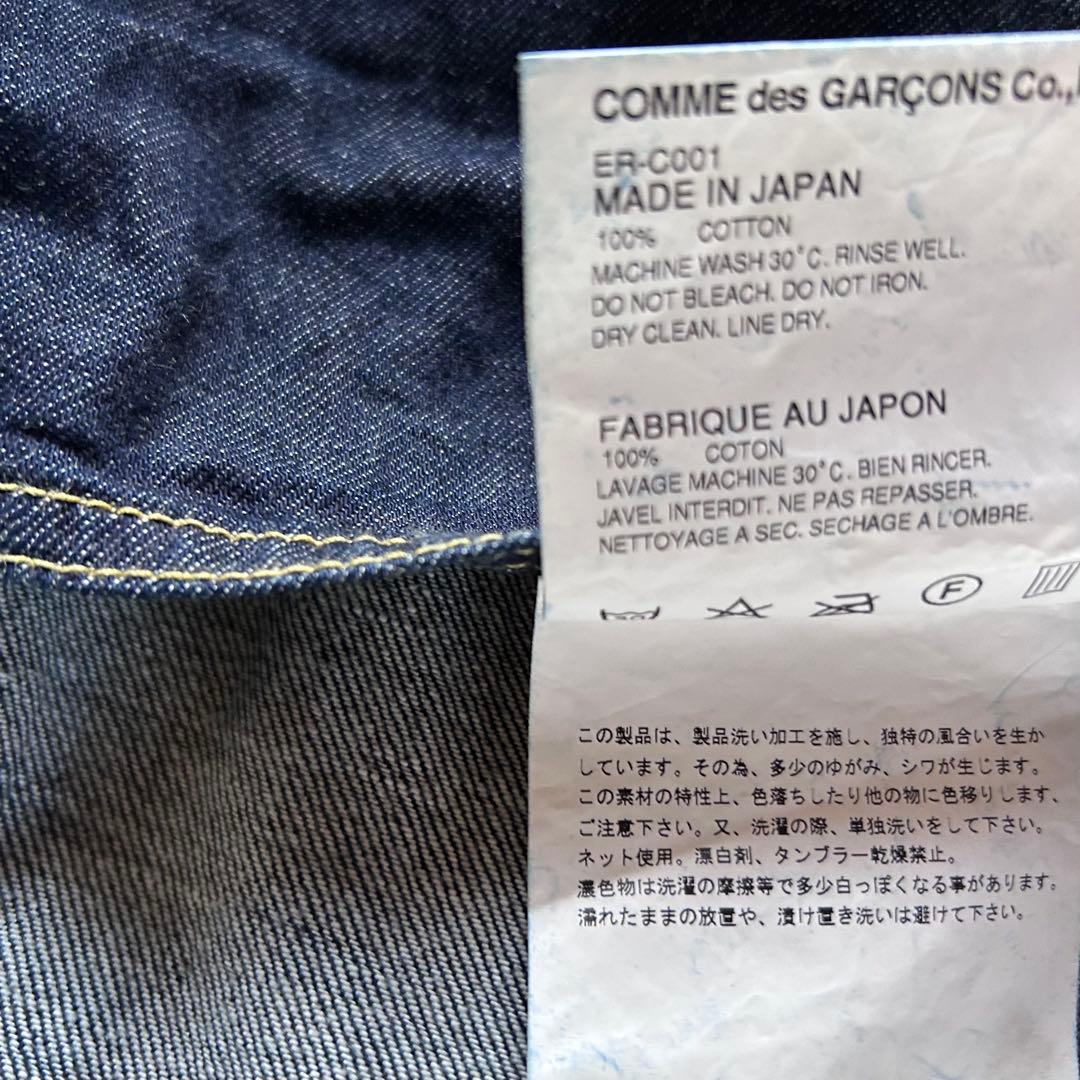 COMME des GARÇONS Co.,
ER-C001
MADE IN JAPAN
100% COTTON
MACHINE WASH 30°C. RINSE WELL.
DO NOT BLEACH. DO NOT IRON.
DRY CLEAN. LINE DRY.
FABRIQUE AU JAPON
100% COTON
LAVAGE MACHINE 30°C. BIEN RINCER.
JAVEL INTERDIT. NE PAS REPASSER.
NETTOYAGE A SEC. SECHAGE A L'OMBRE.
F
この製品は、製品洗い加工を施し、独特の風合いを生か
しています。その為、多少のゆがみ、シワが生じます。
この素材の特性上、色落ちしたり他の物に色移りします、
ご注意下さい。又、洗濯の際、単独洗いをして下さい。
ネット使用。漂白剤、タンブラー乾燥禁止。
濃色物は洗濯の摩擦等で多少白っぽくなる事があります。
濡れたままの放置や、漬け置き洗いは避けて下さい。